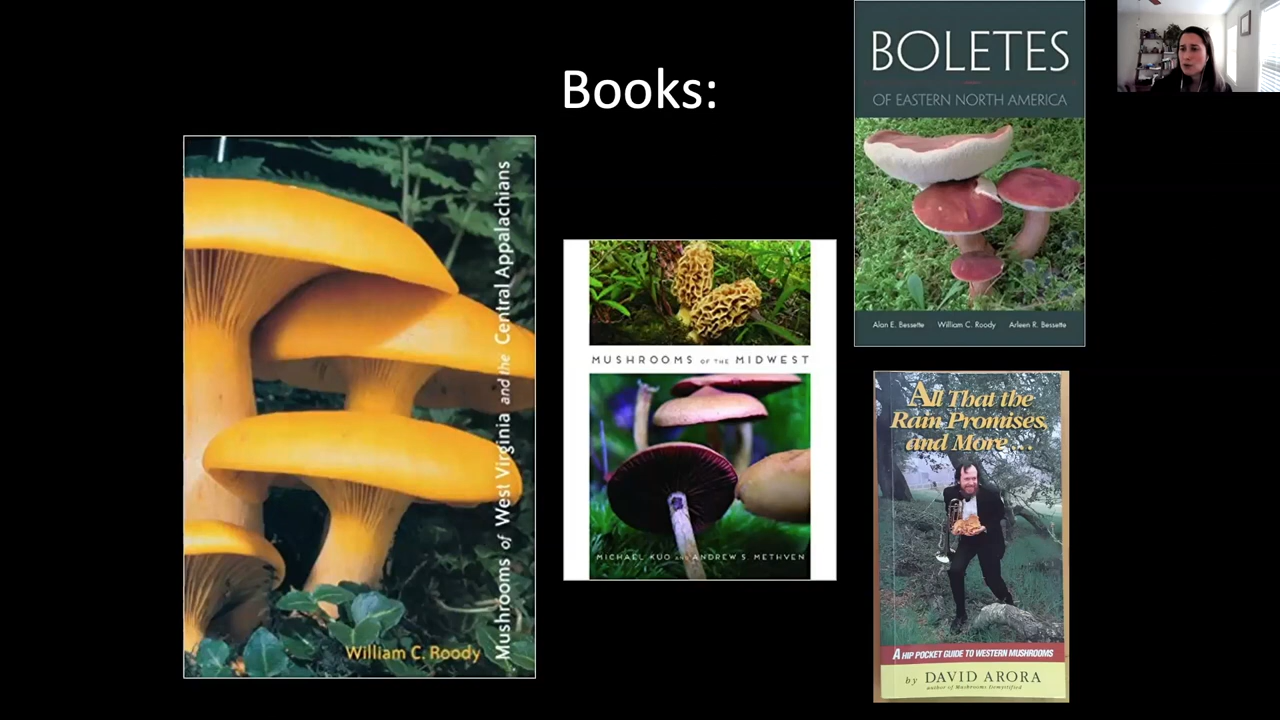 Books:
Mushrooms of West Virginia and the Central Appalachians
William C. Roody
MUSHROOMS OF THE MIDWEST
MICHAEL KUO AND ANDREW S. METHVEN
BOLETES
OF EASTERN NORTH AMERICA
Alan E. Bessette William C. Roody Arleen R. Bessette
All That the
Rain Promises,
and More...
A HIP POCKET GUIDE TO WESTERN MUSHROOMS
by DAVID ARORA
author of Mushrooms Demystified